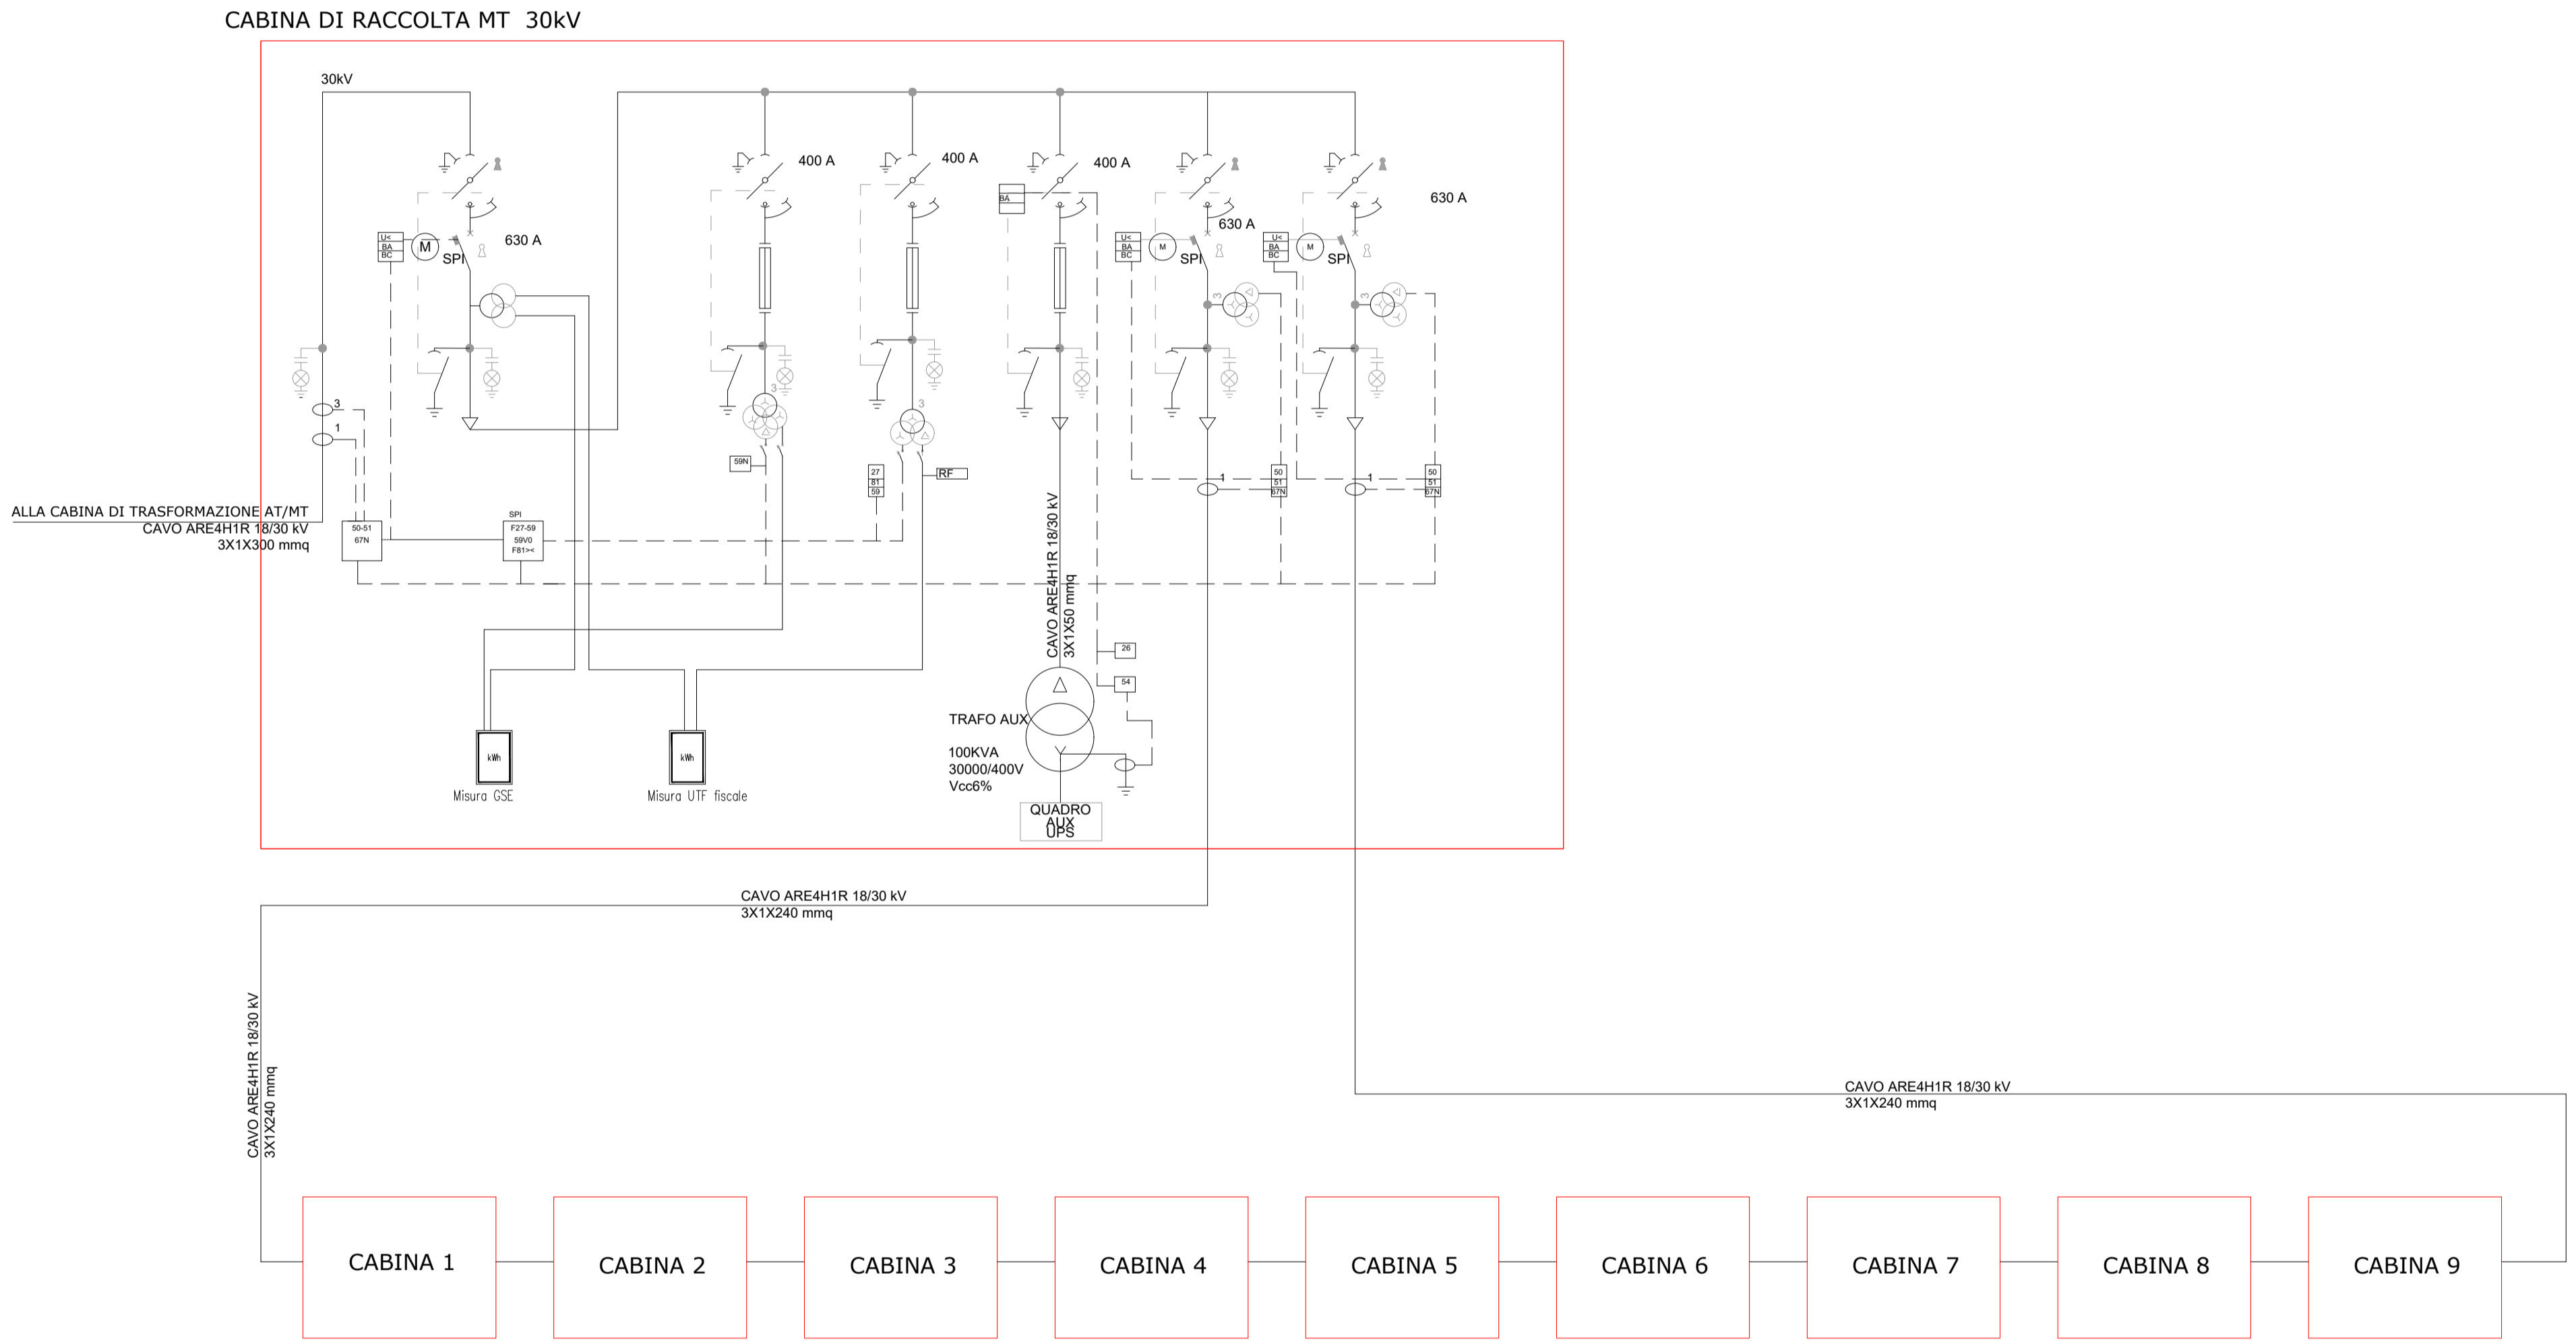 CABINA DI RACCOLTA MT 30kV
30kV
400 A
400 A
400 A
630 A
630 A
630 A
U<
BA
BC
M
SPI
BA
U<
BA
BC
M
SPI
U<
BA
BC
M
SPI
3
3
3
1
3
3
59N
27
81
59
RF
1
50
51
67N
1
50
51
67N
ALLA CABINA DI TRASFORMAZIONE AT/MT
CAVO ARE4H1R 18/30 kV
3X1X300 mmq
50-51
67N
SPI
F27-59
59V0
F81><
CAVO ARE4H1R 18/30 kV
3X1X50 mmq
26
54
TRAFO AUX
100KVA
30000/400V
Vcc6%
kWh
Misura GSE
kWh
Misura UTF fiscale
QUADRO
AUX
UPS
CAVO ARE4H1R 18/30 kV
3X1X240 mmq
CAVO ARE4H1R 18/30 kV
3X1X240 mmq
CAVO ARE4H1R 18/30 kV
3X1X240 mmq
CABINA 1
CABINA 2
CABINA 3
CABINA 4
CABINA 5
CABINA 6
CABINA 7
CABINA 8
CABINA 9